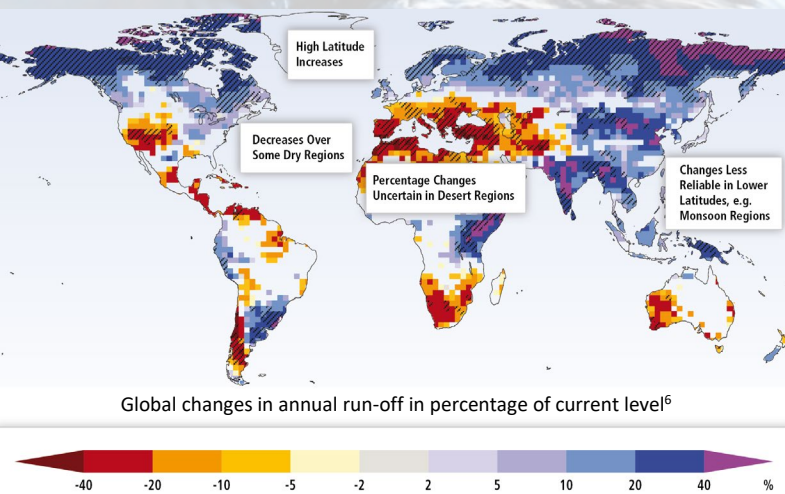 High Latitude
Increases
Decreases Over
Some Dry Regions
Percentage Changes
Uncertain in Desert Regions
Changes Less
Reliable in Lower
Latitudes, e.g.
Monsoon Regions
Global changes in annual run-off in percentage of current level⁶
-40 -20 -10 -5 -2 2 5 10 20 40 %